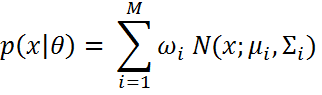 p(x|θ) = ∑_{i=1}^{M} ω_i N(x; μ_i, Σ_i)